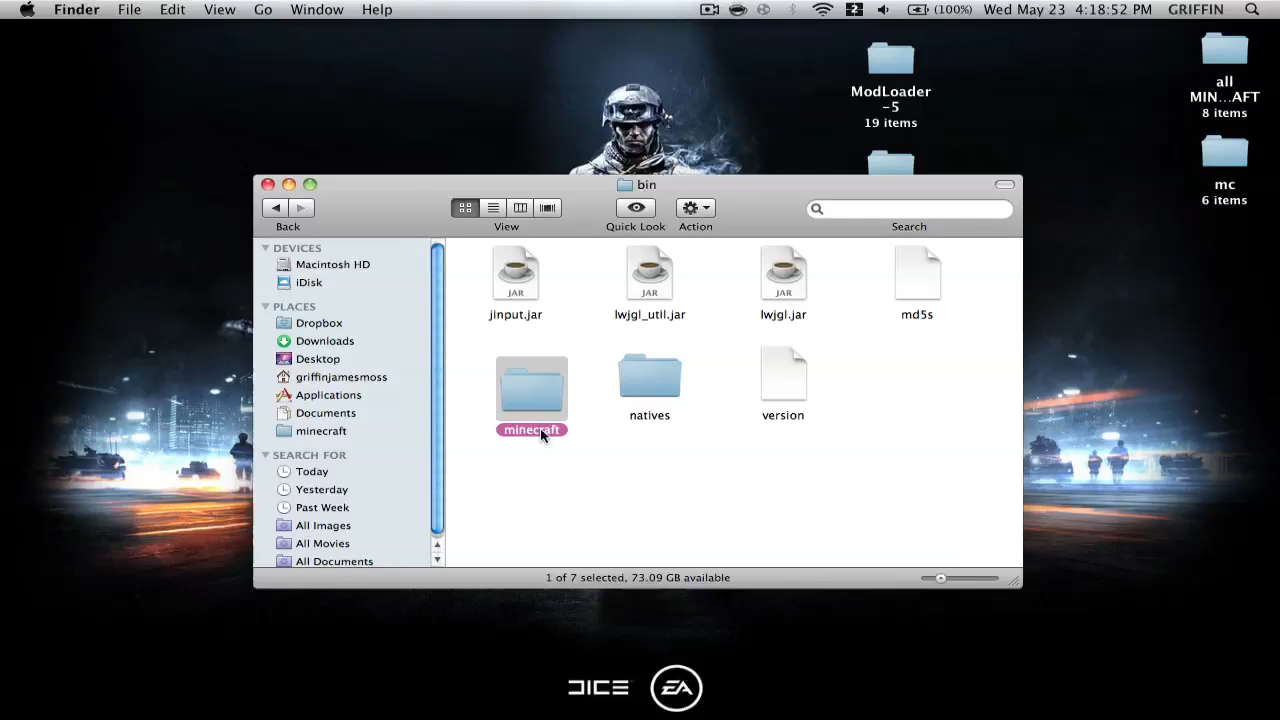 Finder File Edit View Go Window Help (100%) Wed May 23 4:18:52 PM GRIFFIN
ModLoader
-5
19 items
all
MIN...AFT
8 items
mc
6 items
bin
Back View Quick Look Action Search
DEVICES
Macintosh HD
iDisk
PLACES
Dropbox
Downloads
Desktop
griffinjamesmoss
Applications
Documents
minecraft
SEARCH FOR
Today
Yesterday
Past Week
All Images
All Movies
All Documents
JAR JAR JAR
jinput.jar lwjgl_util.jar lwjgl.jar md5s
minecraft natives version
1 of 7 selected, 73.09 GB available
DICE EA